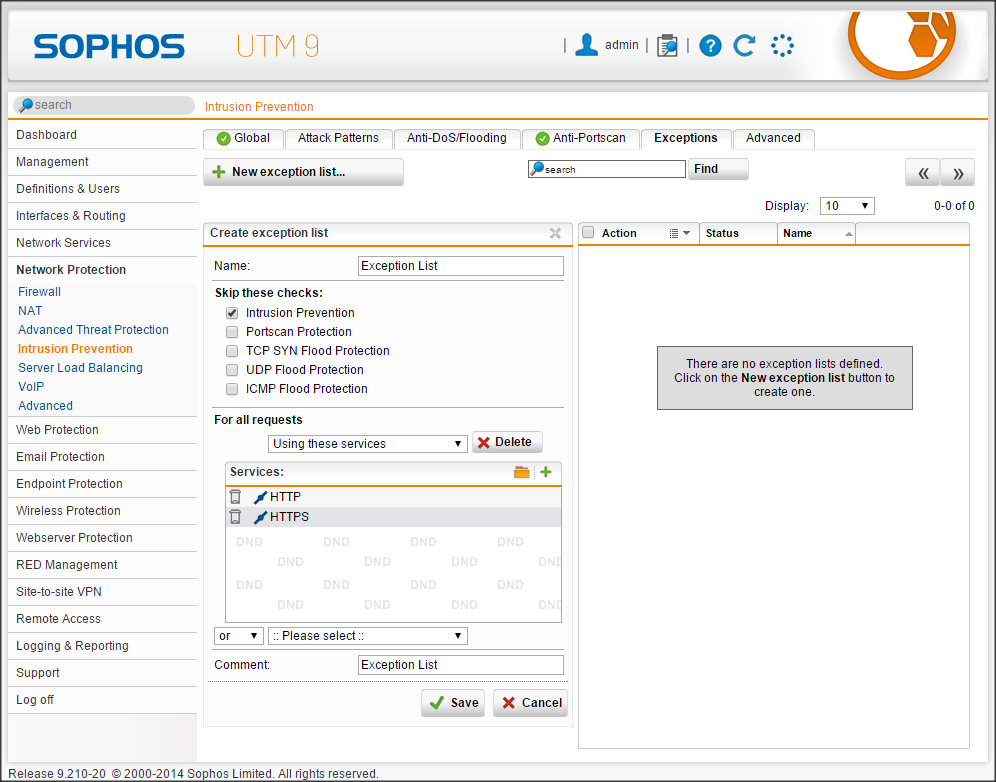 SOPHOS UTM 9 | admin | | ?
search Intrusion Prevention
Dashboard
Management
Definitions & Users
Interfaces & Routing
Network Services
Network Protection
Firewall
NAT
Advanced Threat Protection
Intrusion Prevention
Server Load Balancing
VoIP
Advanced
Web Protection
Email Protection
Endpoint Protection
Wireless Protection
Webserver Protection
RED Management
Site-to-site VPN
Remote Access
Logging & Reporting
Support
Log off
Global Attack Patterns Anti-DoS/Flooding Anti-Portscan Exceptions Advanced
New exception list... search Find « »
Display: 10 0-0 of 0
Create exception list
Name: Exception List
Skip these checks:
Intrusion Prevention
Portscan Protection
TCP SYN Flood Protection
UDP Flood Protection
ICMP Flood Protection
For all requests
Using these services Delete
Services:
HTTP
HTTPS
DND DND DND DND
DND DND DND DND
DND DND DND DND
DND DND DND DND
or :: Please select ::
Comment: Exception List
Save Cancel
Action Status Name
There are no exception lists defined.
Click on the New exception list button to
create one.
Release 9.210-20 © 2000-2014 Sophos Limited. All rights reserved.